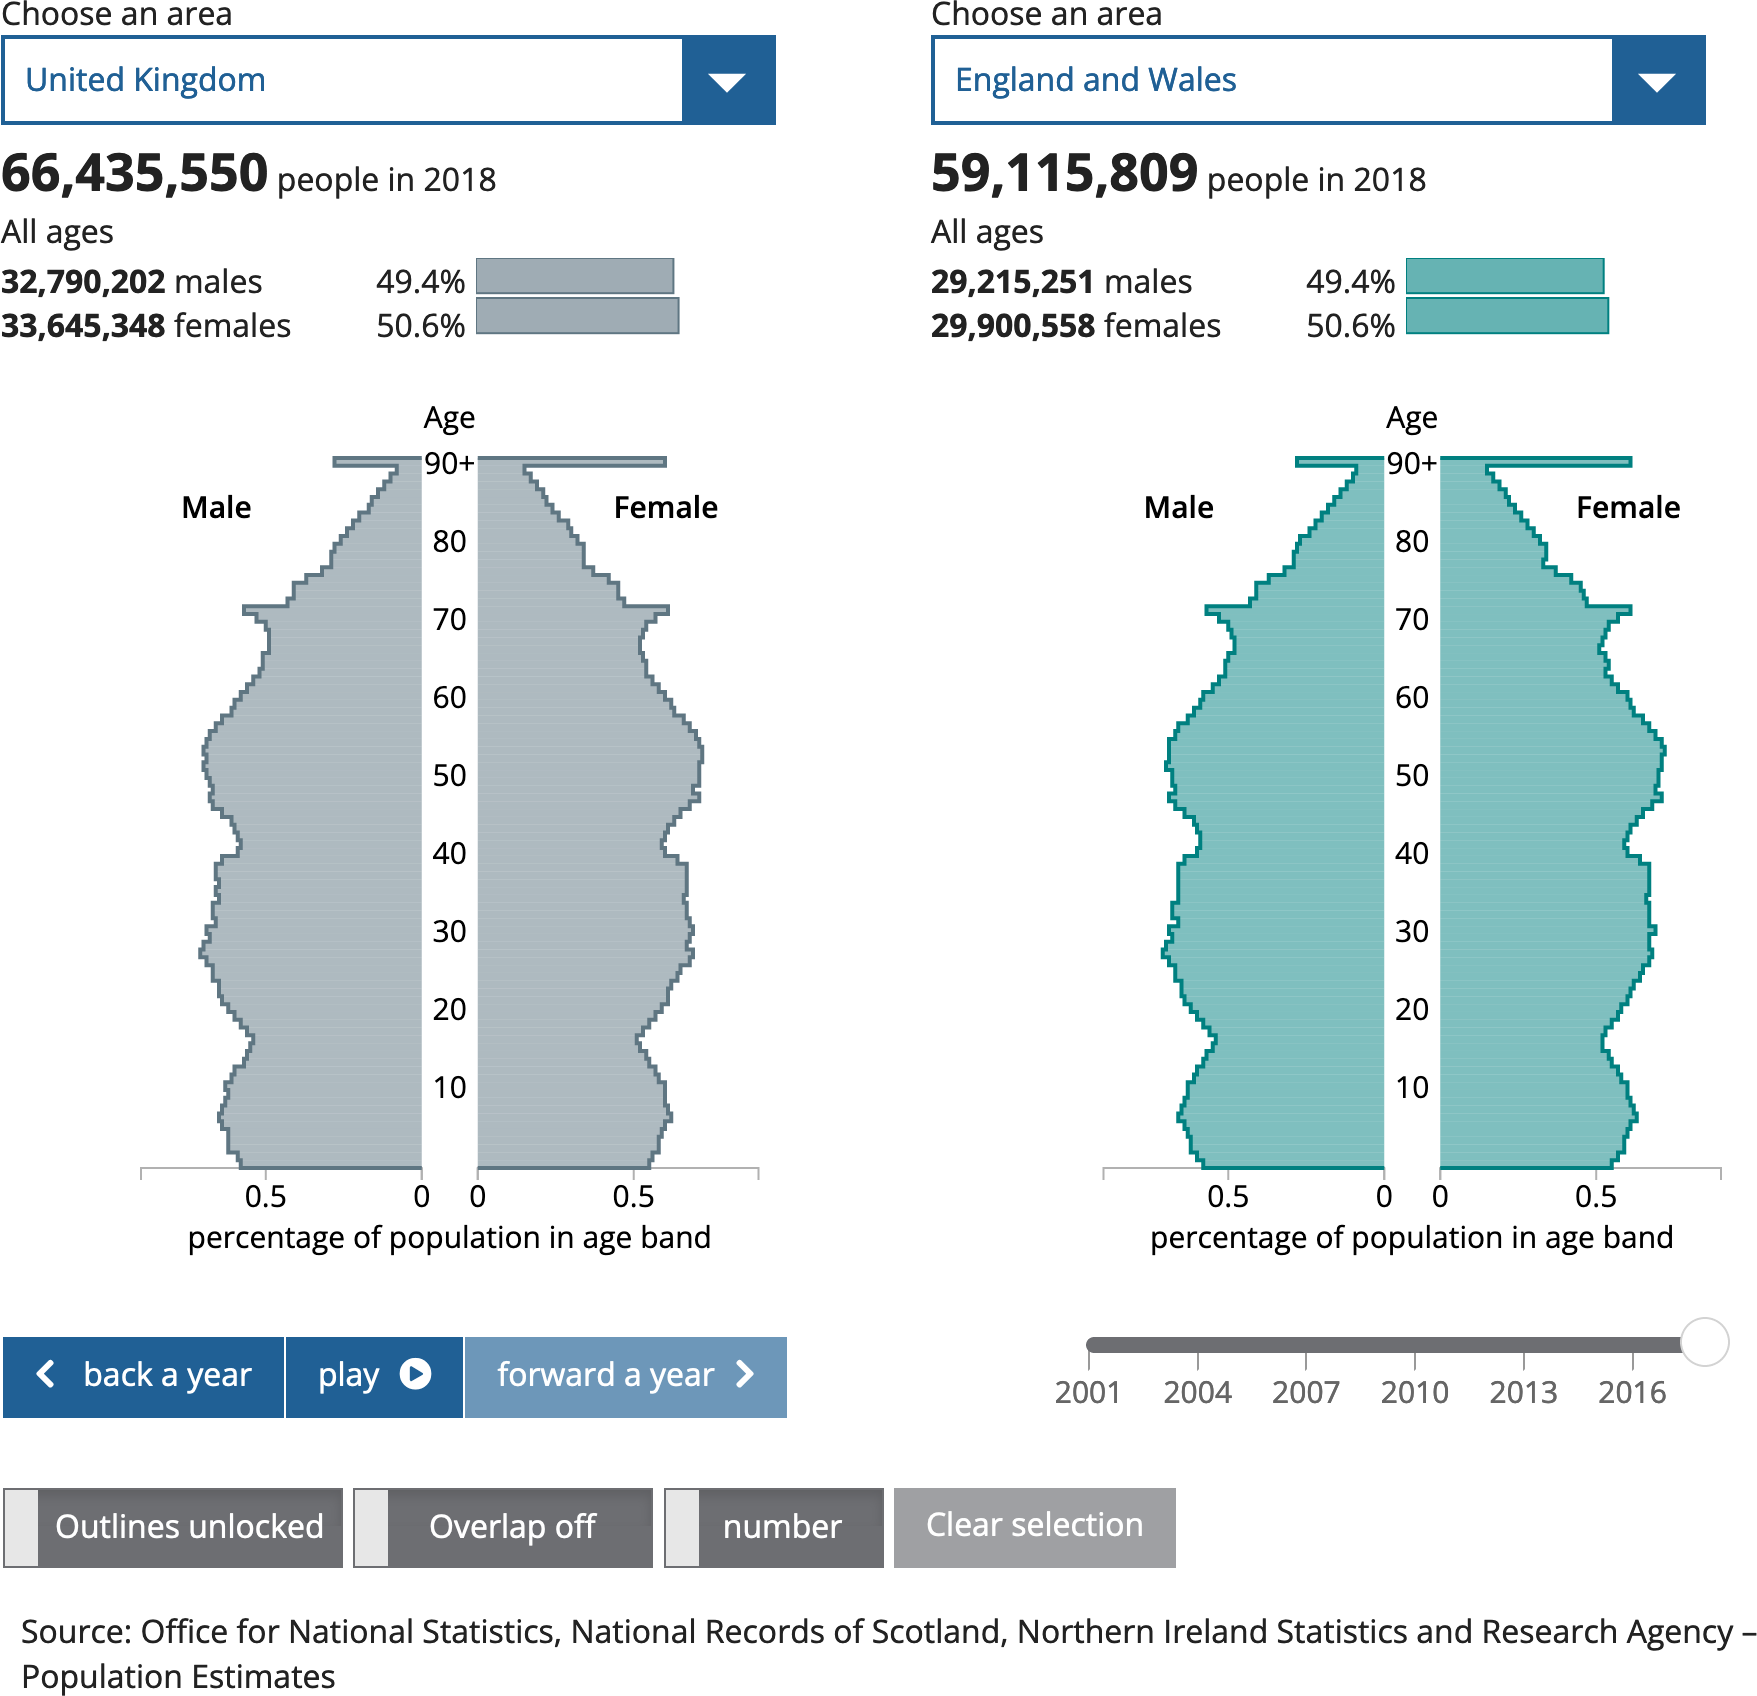 Choose an area
United Kingdom
66,435,550 people in 2018
All ages
32,790,202 males 49.4%
33,645,348 females 50.6%
Age
90+
Male
Female
80
70
60
50
40
30
20
10
0.5 0 0 0.5
percentage of population in age band
Choose an area
England and Wales
59,115,809 people in 2018
All ages
29,215,251 males 49.4%
29,900,558 females 50.6%
Age
90+
Male
Female
80
70
60
50
40
30
20
10
0.5 0 0 0.5
percentage of population in age band
back a year
play
forward a year
2001 2004 2007 2010 2013 2016
Outlines unlocked
Overlap off
number
Clear selection
Source: Office for National Statistics, National Records of Scotland, Northern Ireland Statistics and Research Agency –
Population Estimates